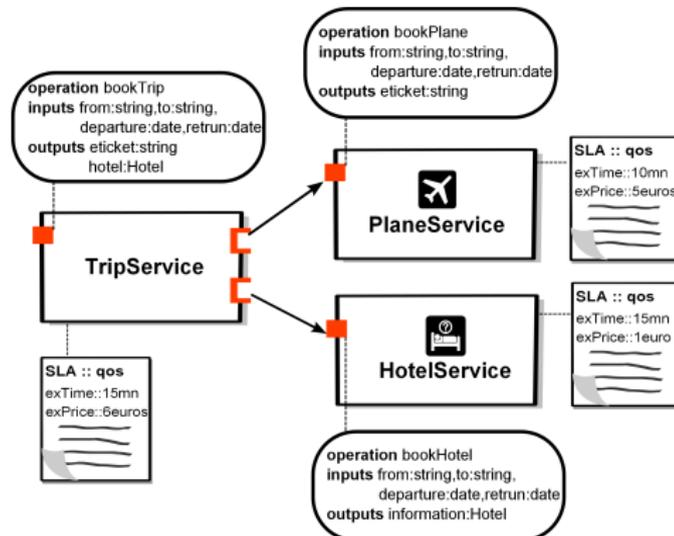 operation bookPlane
inputs from:string,to:string,
departure:date,retrun:date
outputs eticket:string
operation bookTrip
inputs from:string,to:string,
departure:date,retrun:date
outputs eticket:string
hotel:Hotel
SLA :: qos
exTime::10mn
exPrice::5euros
PlaneService
TripService
SLA :: qos
exTime::15mn
exPrice::1euro
HotelService
SLA :: qos
exTime::15mn
exPrice::6euros
operation bookHotel
inputs from:string,to:string,
departure:date,retrun:date
outputs information:Hotel